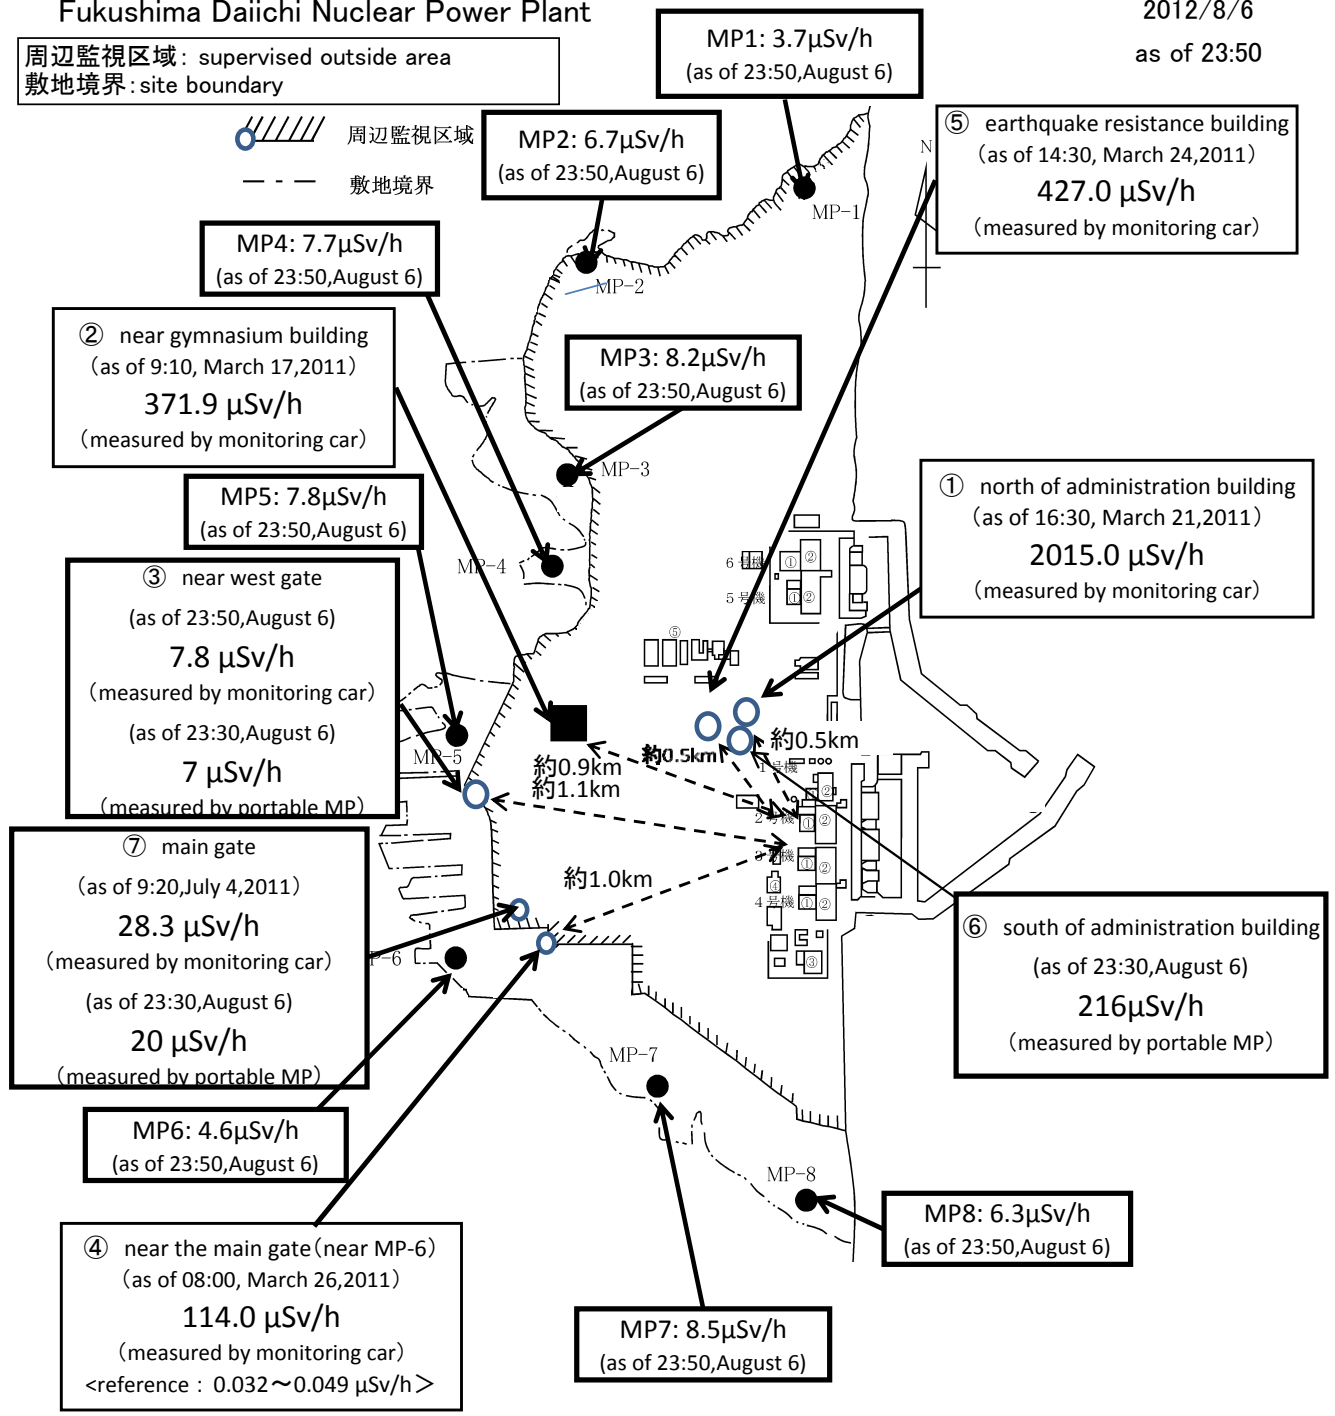 Fukushima Daiichi Nuclear Power Plant
2012/8/6
as of 23:50
周辺監視区域: supervised outside area
敷地境界:site boundary
周辺監視区域
敷地境界
MP1: 3.7μSv/h
(as of 23:50,August 6)
MP2: 6.7μSv/h
(as of 23:50,August 6)
⑤ earthquake resistance building
(as of 14:30, March 24,2011)
427.0 μSv/h
(measured by monitoring car)
N
MP-1
MP4: 7.7μSv/h
(as of 23:50,August 6)
MP-2
② near gymnasium building
(as of 9:10, March 17,2011)
371.9 μSv/h
(measured by monitoring car)
MP3: 8.2μSv/h
(as of 23:50,August 6)
MP-3
MP5: 7.8μSv/h
(as of 23:50,August 6)
① north of administration building
(as of 16:30, March 21,2011)
2015.0 μSv/h
(measured by monitoring car)
MP-4
6号機
① ②
5号機
① ②
⑤
③ near west gate
(as of 23:50,August 6)
7.8 μSv/h
(measured by monitoring car)
(as of 23:30,August 6)
7 μSv/h
(measured by portable MP)
MP-5
約0.9km
約1.1km
約0.5km
約0.5km
1号機
②
2号機
① ②
3号機
① ②
④
4号機
① ②
③
約1.0km
⑦ main gate
(as of 9:20,July 4,2011)
28.3 μSv/h
(measured by monitoring car)
(as of 23:30,August 6)
20 μSv/h
(measured by portable MP)
P-6
⑥ south of administration building
(as of 23:30,August 6)
216μSv/h
(measured by portable MP)
MP-7
MP6: 4.6μSv/h
(as of 23:50,August 6)
MP-8
MP8: 6.3μSv/h
(as of 23:50,August 6)
④ near the main gate(near MP-6)
(as of 08:00, March 26,2011)
114.0 μSv/h
(measured by monitoring car)
<reference : 0.032~0.049 μSv/h>
MP7: 8.5μSv/h
(as of 23:50,August 6)